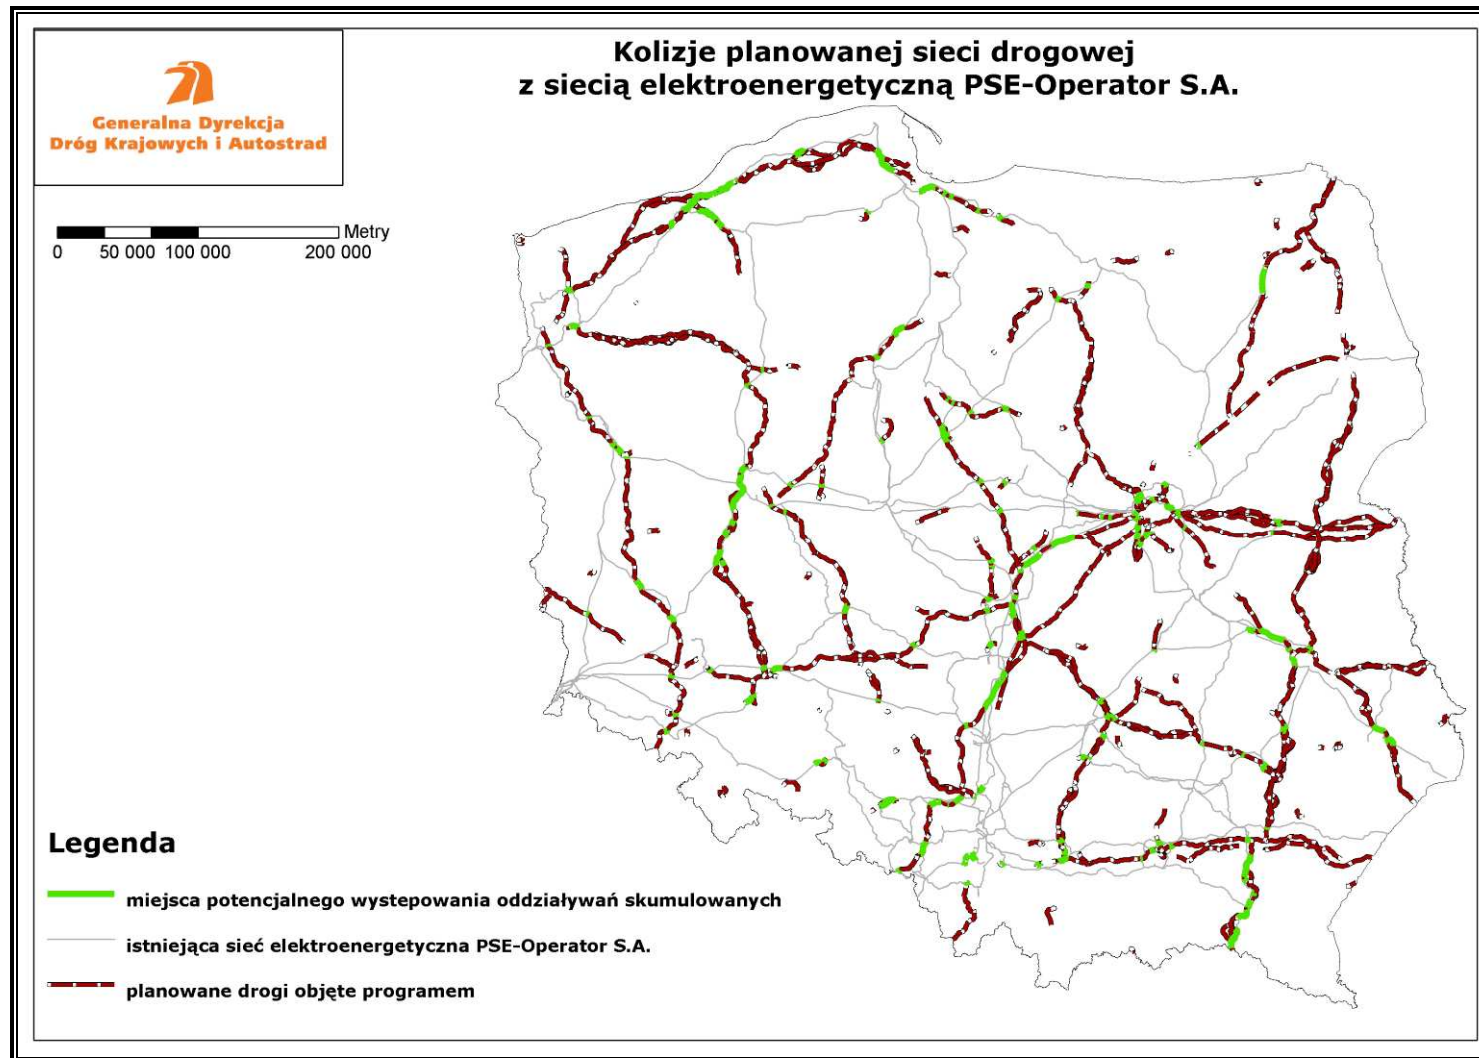 Kolizje planowanej sieci drogowej
z siecią elektroenergetyczną PSE-Operator S.A.
Generalna Dyrekcja
Dróg Krajowych i Autostrad
Metry
0 50 000 100 000 200 000
Legenda
miejsca potencjalnego wystepowania oddziaływań skumulowanych
istniejąca sieć elektroenergetyczna PSE-Operator S.A.
planowane drogi objęte programem